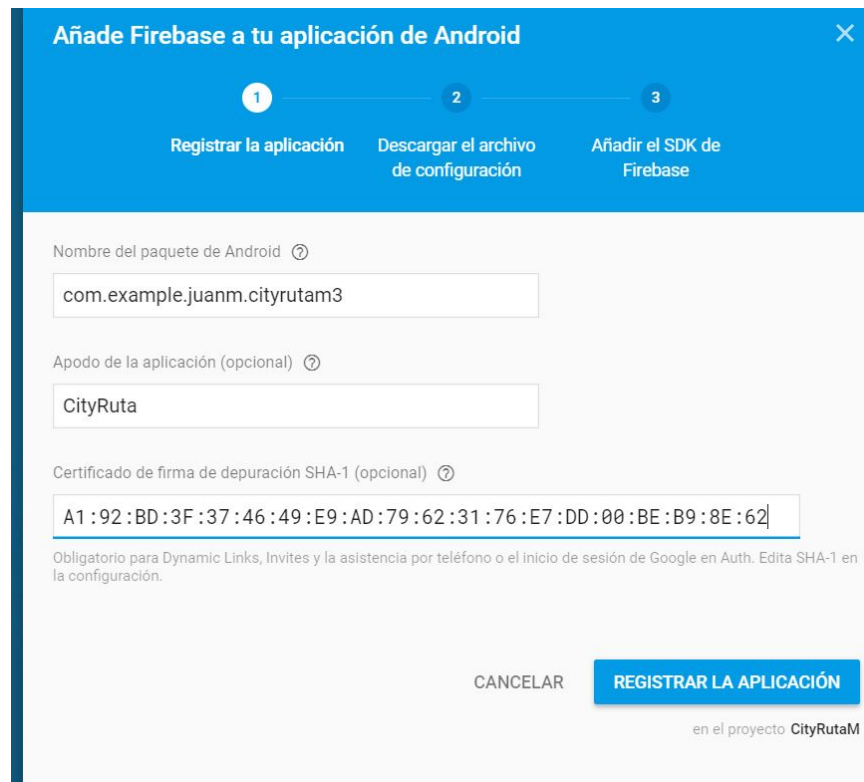 Añade Firebase a tu aplicación de Android
1
2
3
Registrar la aplicación
Descargar el archivo
de configuración
Añadir el SDK de
Firebase
Nombre del paquete de Android
com.example.juanm.cityrutam3
Apodo de la aplicación (opcional)
CityRuta
Certificado de firma de depuración SHA-1 (opcional)
A1:92:BD:3F:37:46:49:E9:AD:79:62:31:76:E7:DD:00:BE:B9:8E:62
Obligatorio para Dynamic Links, Invites y la asistencia por teléfono o el inicio de sesión de Google en Auth. Edita SHA-1 en
la configuración.
CANCELAR
REGISTRAR LA APLICACIÓN
en el proyecto CityRutaM